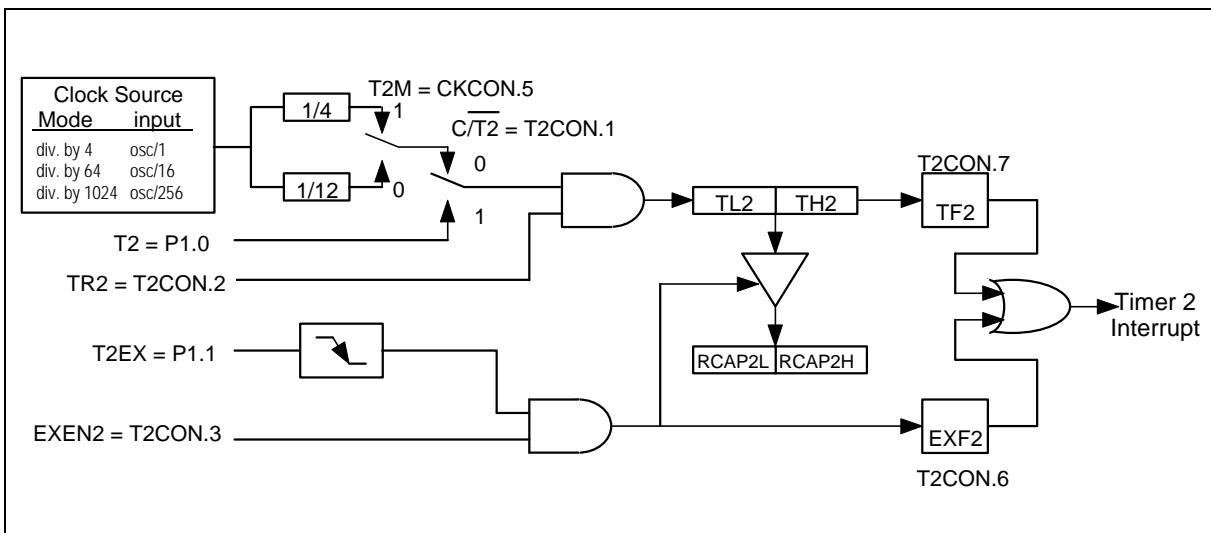 Clock Source
Mode input
div. by 4 osc/1
div. by 64 osc/16
div. by 1024 osc/256
1/4
1/12
T2M = CKCON.5
1
0
C/T2 = T2CON.1
0
1
T2 = P1.0
TR2 = T2CON.2
TL2 TH2
T2CON.7
TF2
T2EX = P1.1
RCAP2L RCAP2H
Timer 2
Interrupt
EXEN2 = T2CON.3
EXF2
T2CON.6